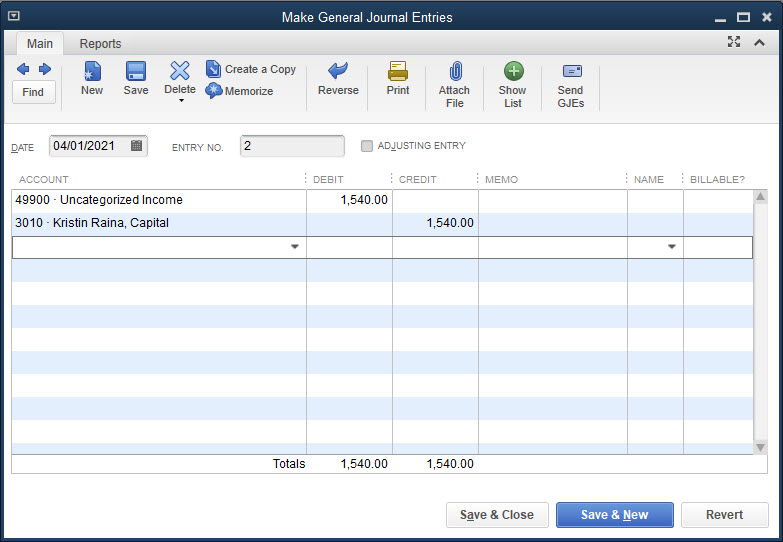 Make General Journal Entries
Main Reports
Find New Save Delete Create a Copy Memorize Reverse Print Attach File Show List Send GJEs
DATE 04/01/2021 ENTRY NO. 2 ADJUSTING ENTRY
ACCOUNT DEBIT CREDIT MEMO NAME BILLABLE?
49900 · Uncategorized Income 1,540.00
3010 · Kristin Raina, Capital 1,540.00
Totals 1,540.00 1,540.00
Save & Close Save & New Revert